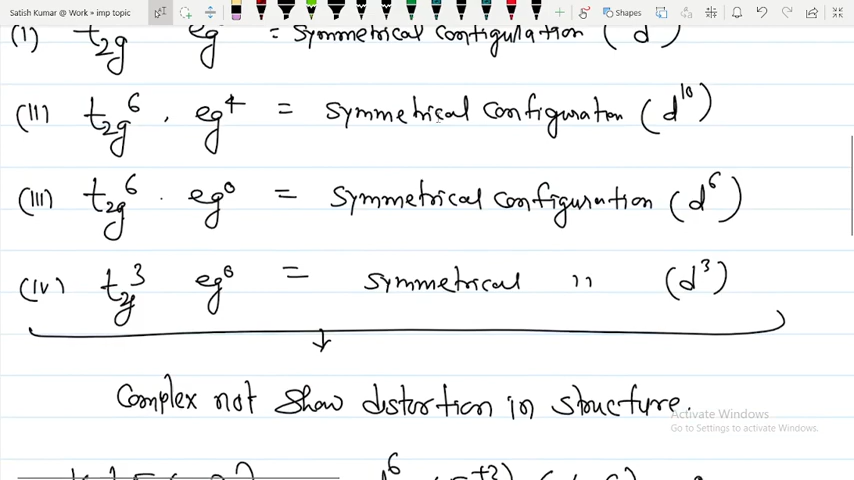 Satish Kumar @ Work » imp topic
Shapes
(I) t2g eg = Symmetrical configuration (d )
(II) t2g⁶ . eg⁴ = Symmetrical Configuration (d¹⁰)
(III) t2g⁶ . eg⁰ = Symmetrical Configuration (d⁶)
(IV) t2g³ eg⁰ = Symmetrical '' (d³)
Complex not show distortion in structure.
Activate Windows
Go to Settings to activate Windows.